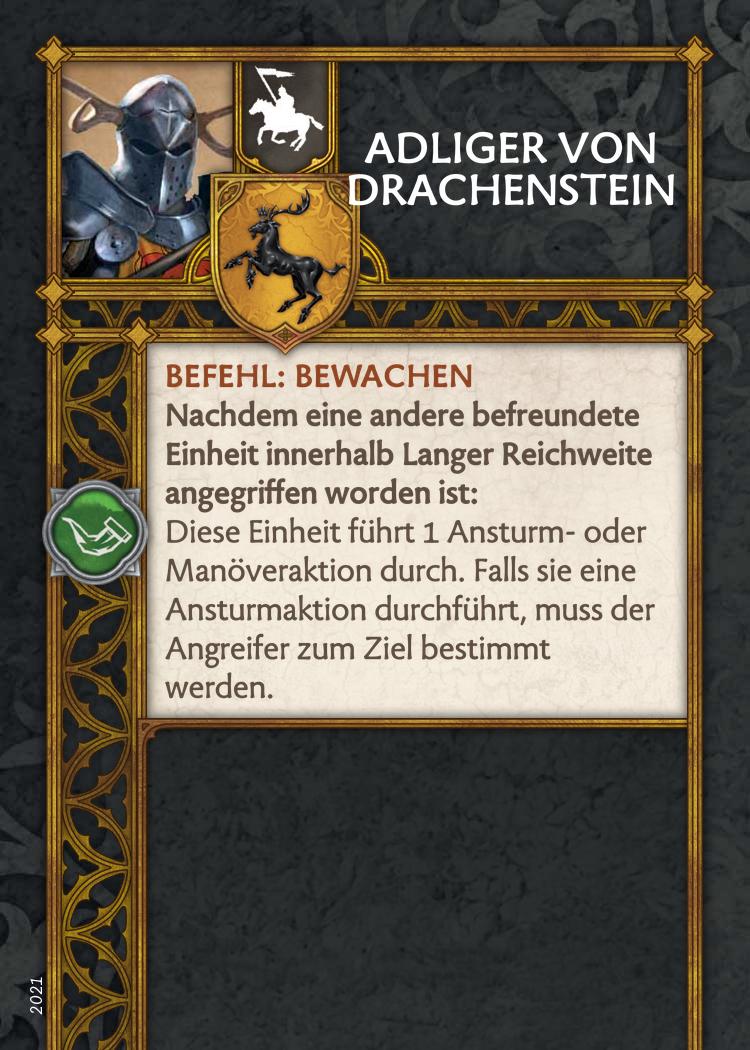 ADLIGER VON
DRACHENSTEIN
BEFEHL: BEWACHEN
Nachdem eine andere befreundete
Einheit innerhalb Langer Reichweite
angegriffen worden ist:
Diese Einheit führt 1 Ansturm- oder
Manöveraktion durch. Falls sie eine
Ansturmaktion durchführt, muss der
Angreifer zum Ziel bestimmt
werden.
2021